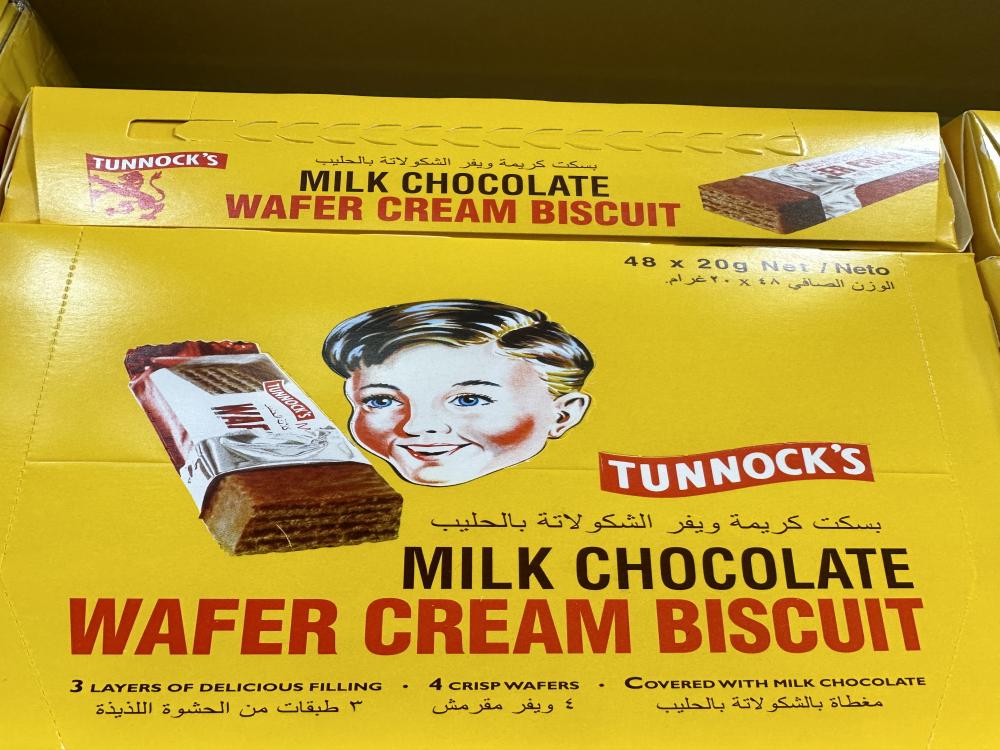 TUNNOCK'S
بسكت كريمة ويفر الشكولاتة بالحليب
MILK CHOCOLATE
WAFER CREAM BISCUIT
48 x 20g Net / Neto
الوزن الصافي ٤٨ x ٢٠ غرام.
TUNNOCK'S
WAF
TUNNOCK'S
بسكت كريمة ويفر الشكولاتة بالحليب
MILK CHOCOLATE
WAFER CREAM BISCUIT
3 LAYERS OF DELICIOUS FILLING • 4 CRISP WAFERS • COVERED WITH MILK CHOCOLATE
٣ طبقات من الحشوة اللذيذة ٤ ويفر مقرمش مغطاة بالشكولاتة بالحليب